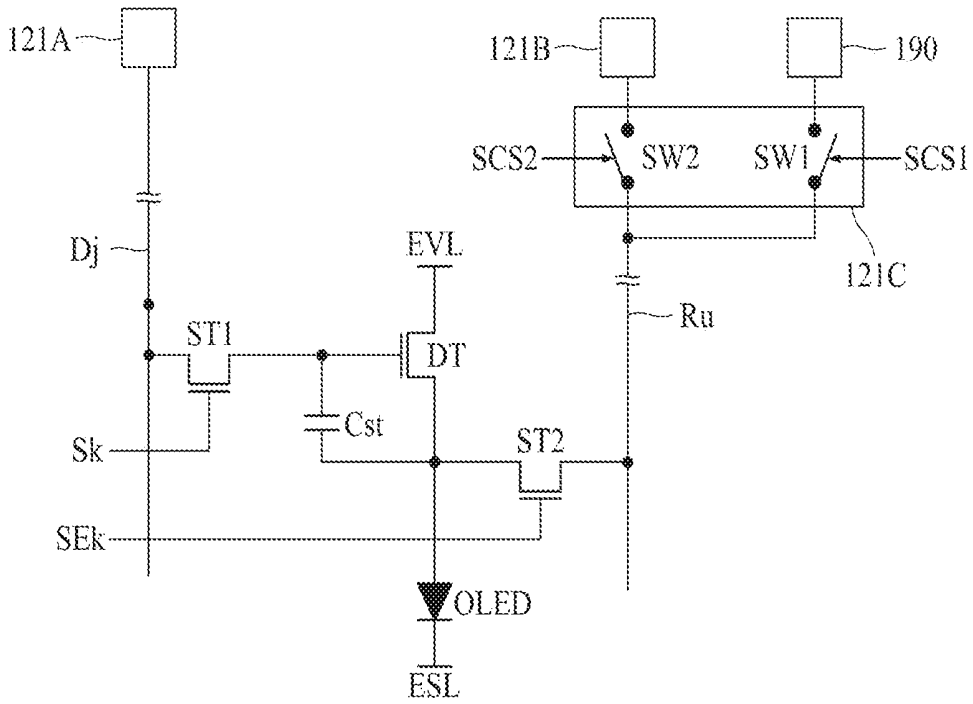 121A
121B
190
SCS2
SW2
SW1
SCS1
Dj
EVL
121C
Ru
ST1
DT
Cst
ST2
Sk
SEk
OLED
ESL